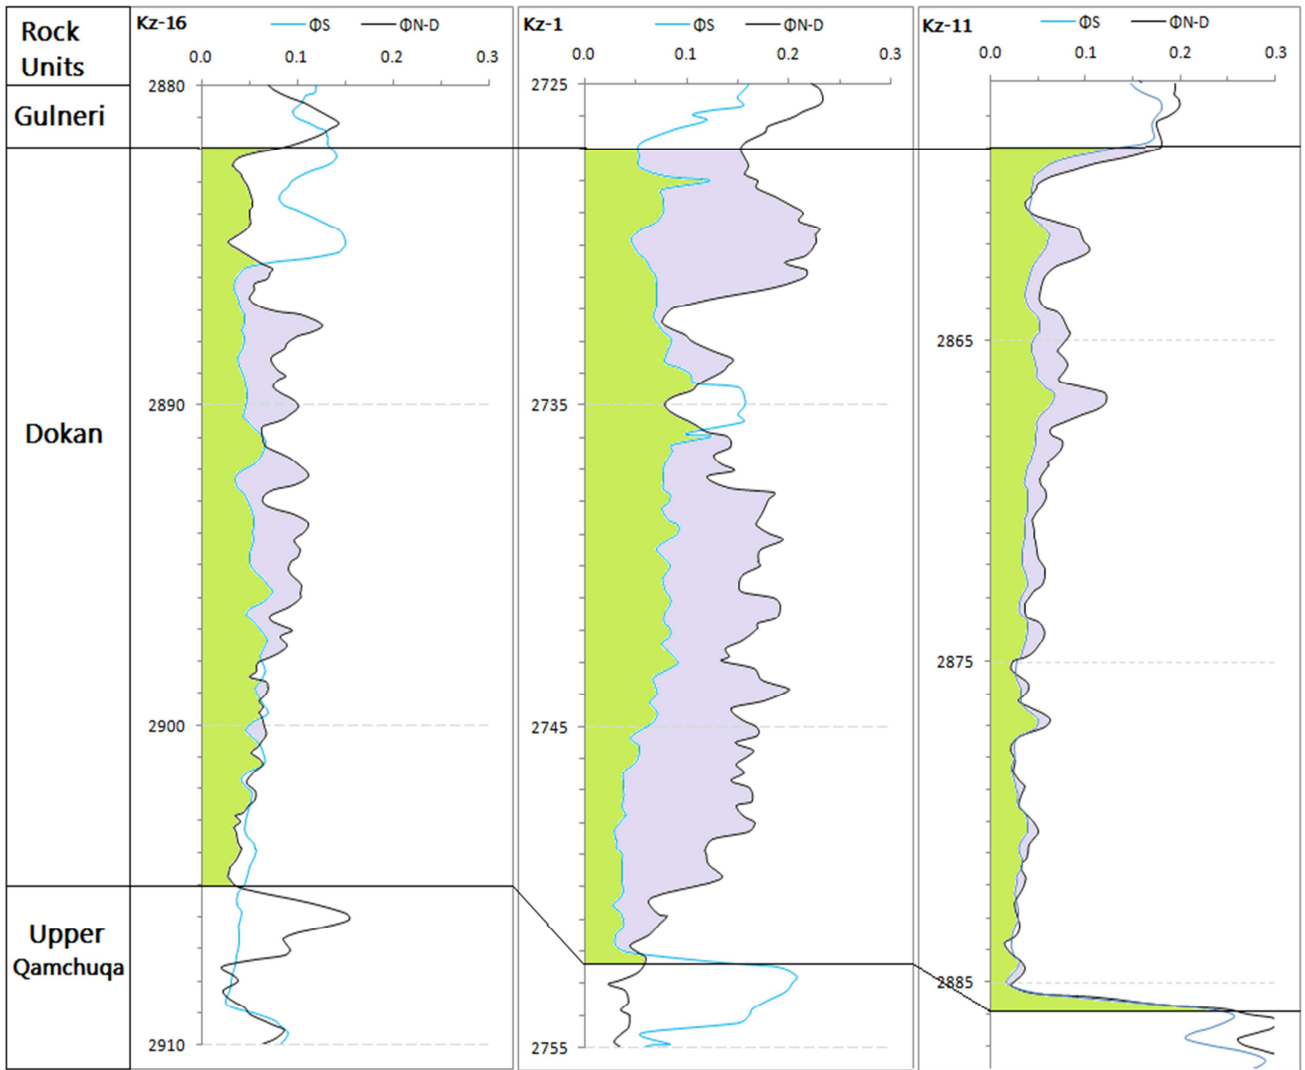 Rock
Units
Gulneri
Dokan
Upper
Qamchuqa
Kz-16
ΦS
ΦN-D
0.0
0.1
0.2
0.3
2880
2890
2900
2910
Kz-1
ΦS
ΦN-D
0.0
0.1
0.2
0.3
2725
2735
2745
2755
Kz-11
ΦS
ΦN-D
0.0
0.1
0.2
0.3
2865
2875
2885